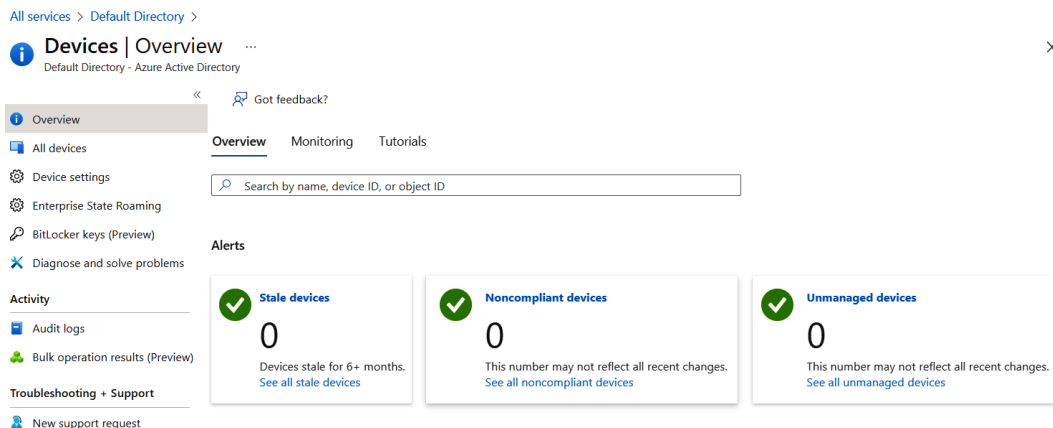 All services > Default Directory >
Devices | Overview ...
Default Directory - Azure Active Directory
«
Overview
All devices
Device settings
Enterprise State Roaming
BitLocker keys (Preview)
Diagnose and solve problems
Activity
Audit logs
Bulk operation results (Preview)
Troubleshooting + Support
New support request
Got feedback?
Overview Monitoring Tutorials
Search by name, device ID, or object ID
Alerts
Stale devices
0
Devices stale for 6+ months.
See all stale devices
Noncompliant devices
0
This number may not reflect all recent changes.
See all noncompliant devices
Unmanaged devices
0
This number may not reflect all recent changes.
See all unmanaged devices